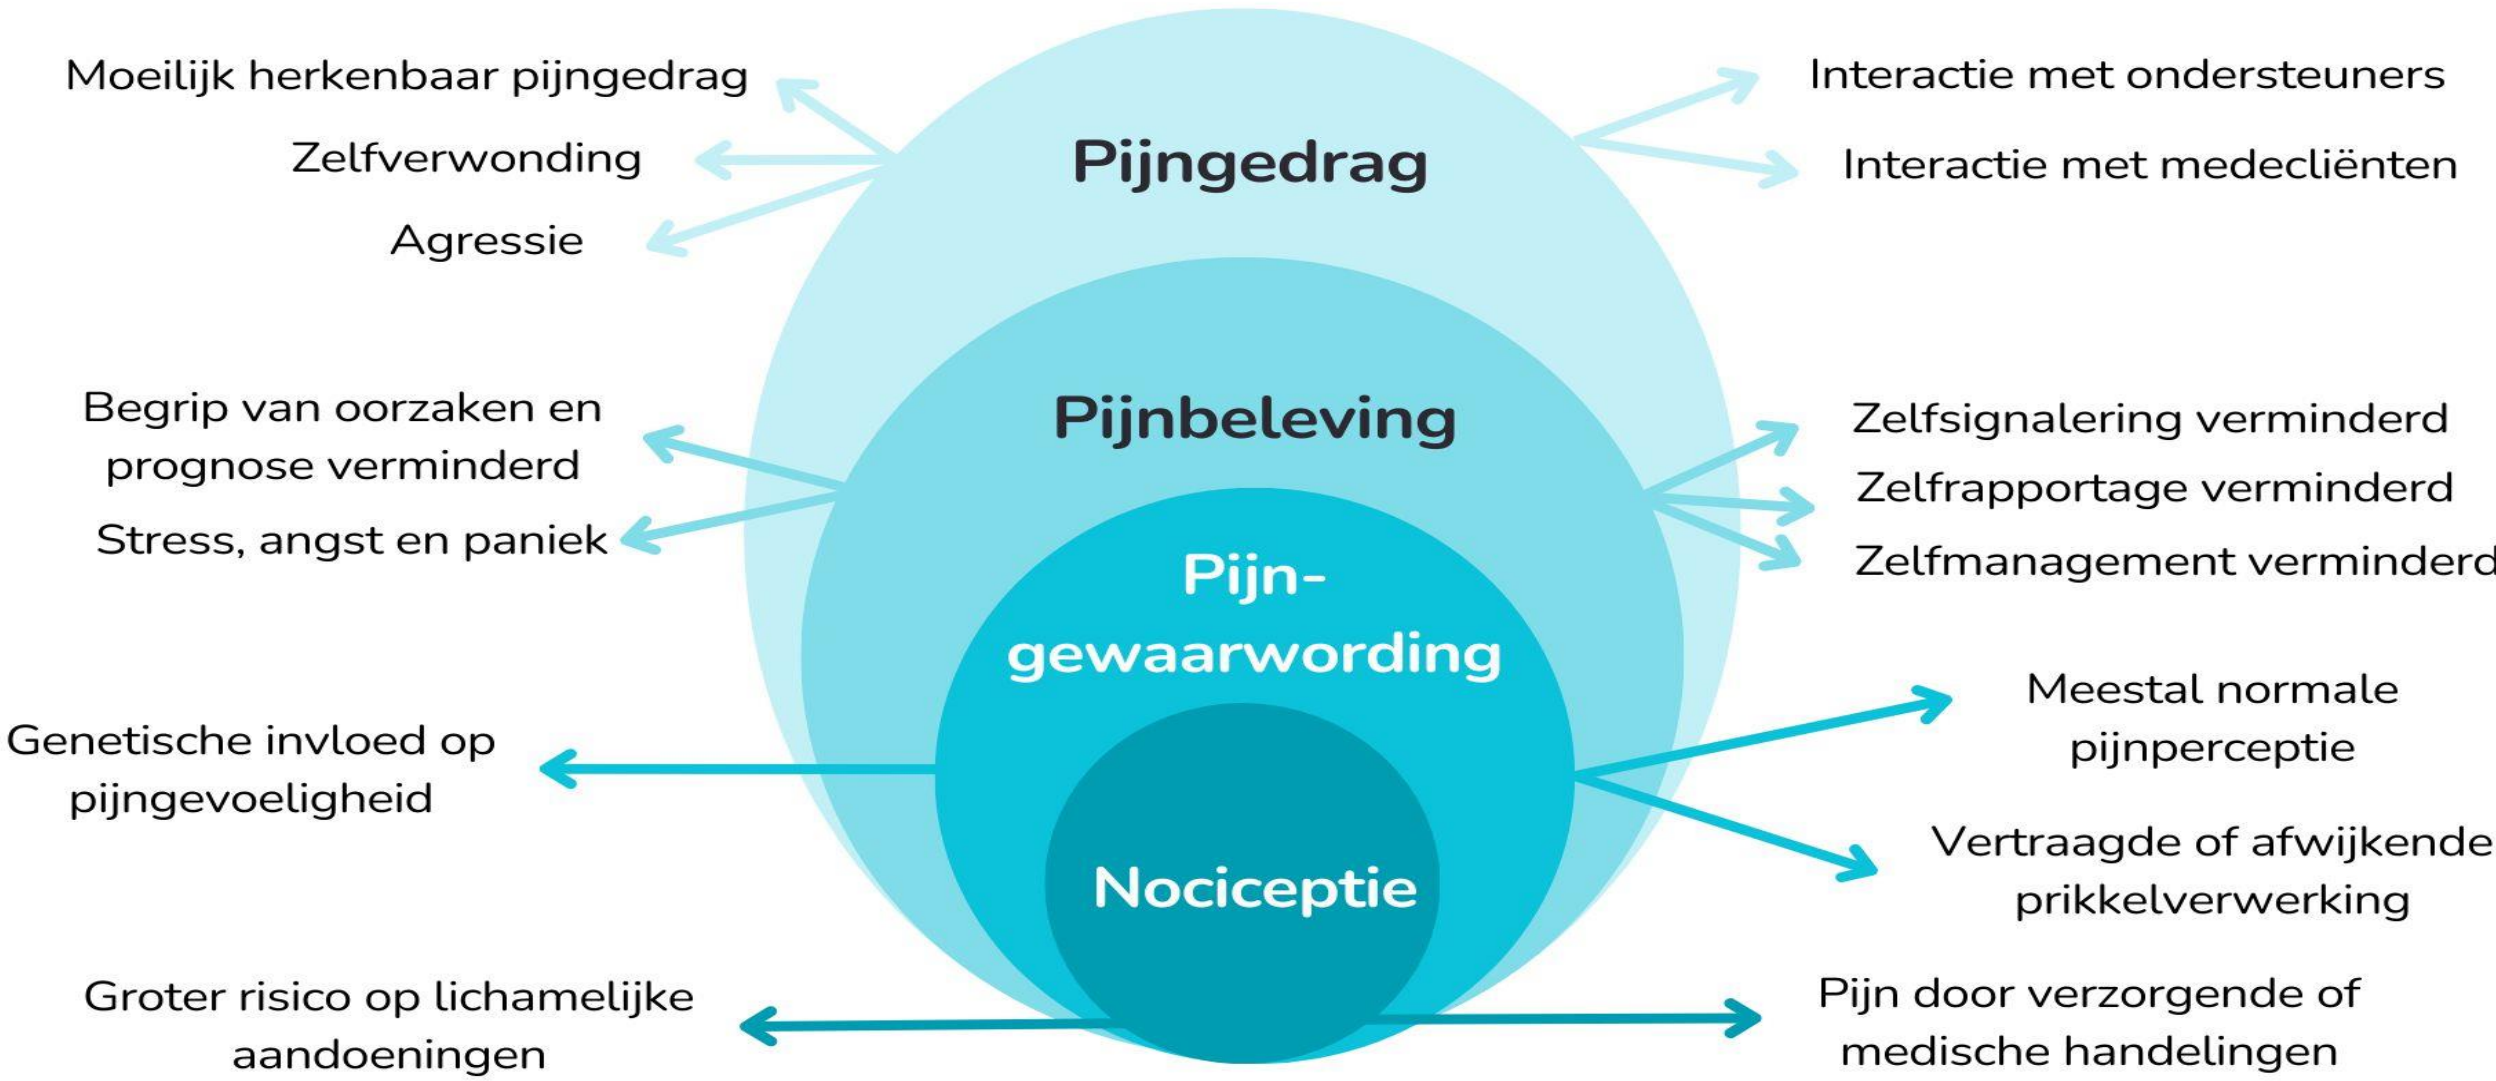 Moeilijk herkenbaar pijngedrag
Zelfverwonding
Agressie
Pijngedrag
Interactie met ondersteuners
Interactie met medecliënten
Begrip van oorzaken en
prognose verminderd
Stress, angst en paniek
Pijnbeleving
Zelfsignalering verminderd
Zelfrapportage verminderd
Zelfmanagement verminderd
Pijn-
gewaarwording
Genetische invloed op
pijngevoeligheid
Meestal normale
pijnperceptie
Vertraagde of afwijkende
prikkelverwerking
Nociceptie
Groter risico op lichamelijke
aandoeningen
Pijn door verzorgende of
medische handelingen